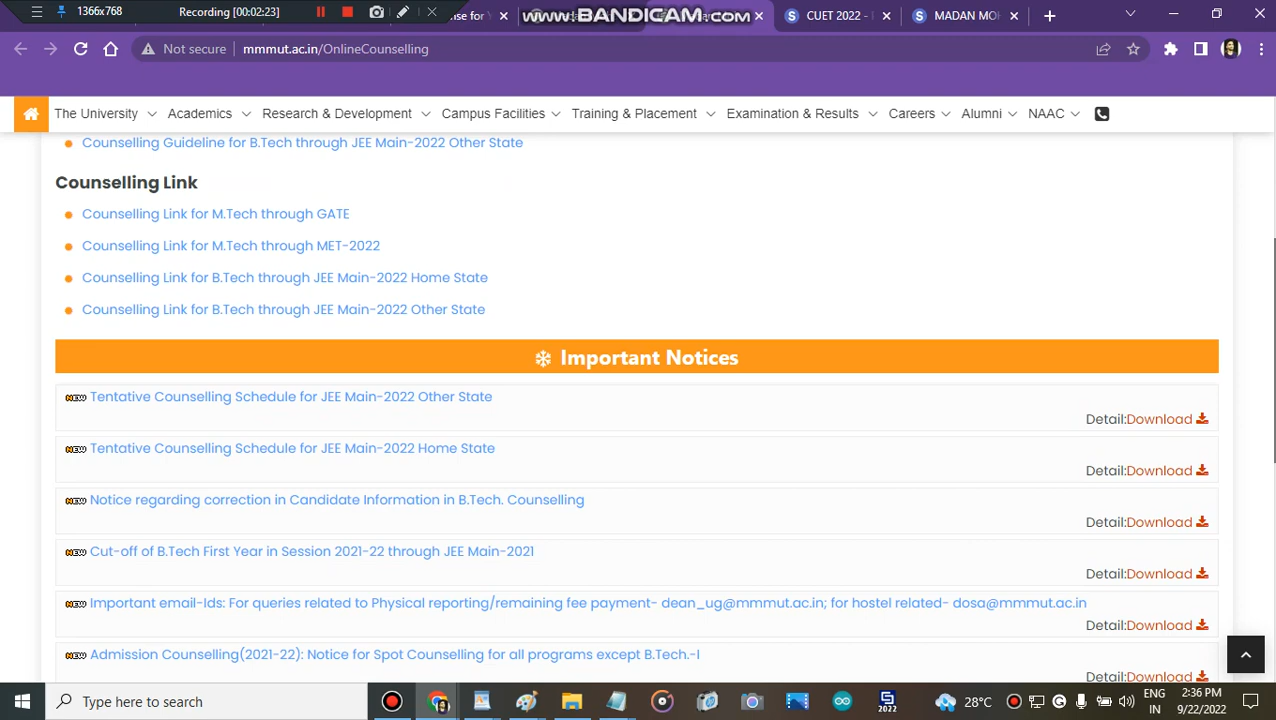 1366x768 Recording [00:02:23]
www.BANDICAM.com
CUET 2022 -
MADAN MOH
Not secure mmmut.ac.in/OnlineCounselling
The University Academics Research & Development Campus Facilities Training & Placement Examination & Results Careers Alumni NAAC
Counselling Guideline for B.Tech through JEE Main-2022 Other State
Counselling Link
Counselling Link for M.Tech through GATE
Counselling Link for M.Tech through MET-2022
Counselling Link for B.Tech through JEE Main-2022 Home State
Counselling Link for B.Tech through JEE Main-2022 Other State
Important Notices
NEW Tentative Counselling Schedule for JEE Main-2022 Other State
Detail:Download
NEW Tentative Counselling Schedule for JEE Main-2022 Home State
Detail:Download
NEW Notice regarding correction in Candidate Information in B.Tech. Counselling
Detail:Download
NEW Cut-off of B.Tech First Year in Session 2021-22 through JEE Main-2021
Detail:Download
NEW Important email-Ids: For queries related to Physical reporting/remaining fee payment- dean_ug@mmmut.ac.in; for hostel related- dosa@mmmut.ac.in
Detail:Download
NEW Admission Counselling(2021-22): Notice for Spot Counselling for all programs except B.Tech.-I
Detail:Download
Type here to search
2022
28°C
ENG
IN
2:36 PM
9/22/2022